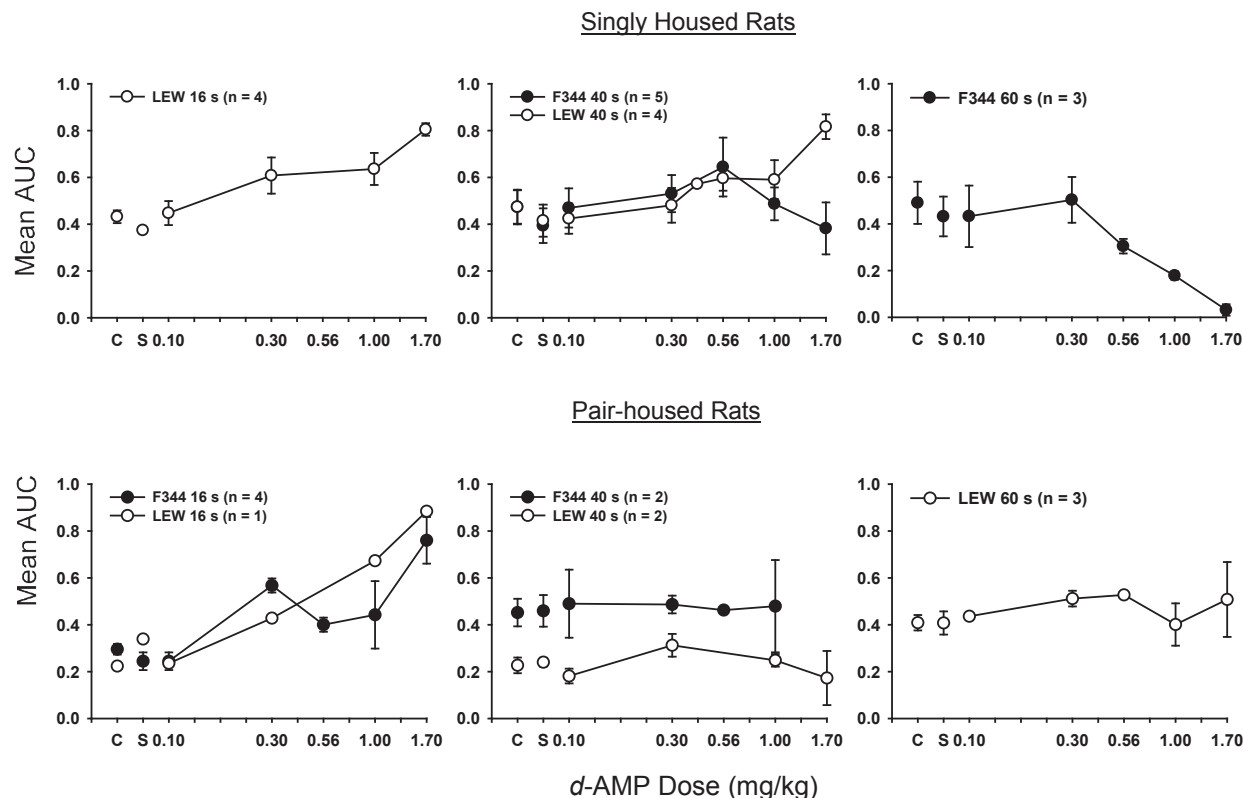 Singly Housed Rats
Mean AUC
1.0
0.8
0.6
0.4
0.2
0.0
LEW 16 s (n = 4)
C S 0.10 0.30 0.56 1.00 1.70
1.0
0.8
0.6
0.4
0.2
0.0
F344 40 s (n = 5)
LEW 40 s (n = 4)
C S 0.10 0.30 0.56 1.00 1.70
1.0
0.8
0.6
0.4
0.2
0.0
F344 60 s (n = 3)
C S 0.10 0.30 0.56 1.00 1.70
Pair-housed Rats
Mean AUC
1.0
0.8
0.6
0.4
0.2
0.0
F344 16 s (n = 4)
LEW 16 s (n = 1)
C S 0.10 0.30 0.56 1.00 1.70
1.0
0.8
0.6
0.4
0.2
0.0
F344 40 s (n = 2)
LEW 40 s (n = 2)
C S 0.10 0.30 0.56 1.00 1.70
1.0
0.8
0.6
0.4
0.2
0.0
LEW 60 s (n = 3)
C S 0.10 0.30 0.56 1.00 1.70
d-AMP Dose (mg/kg)